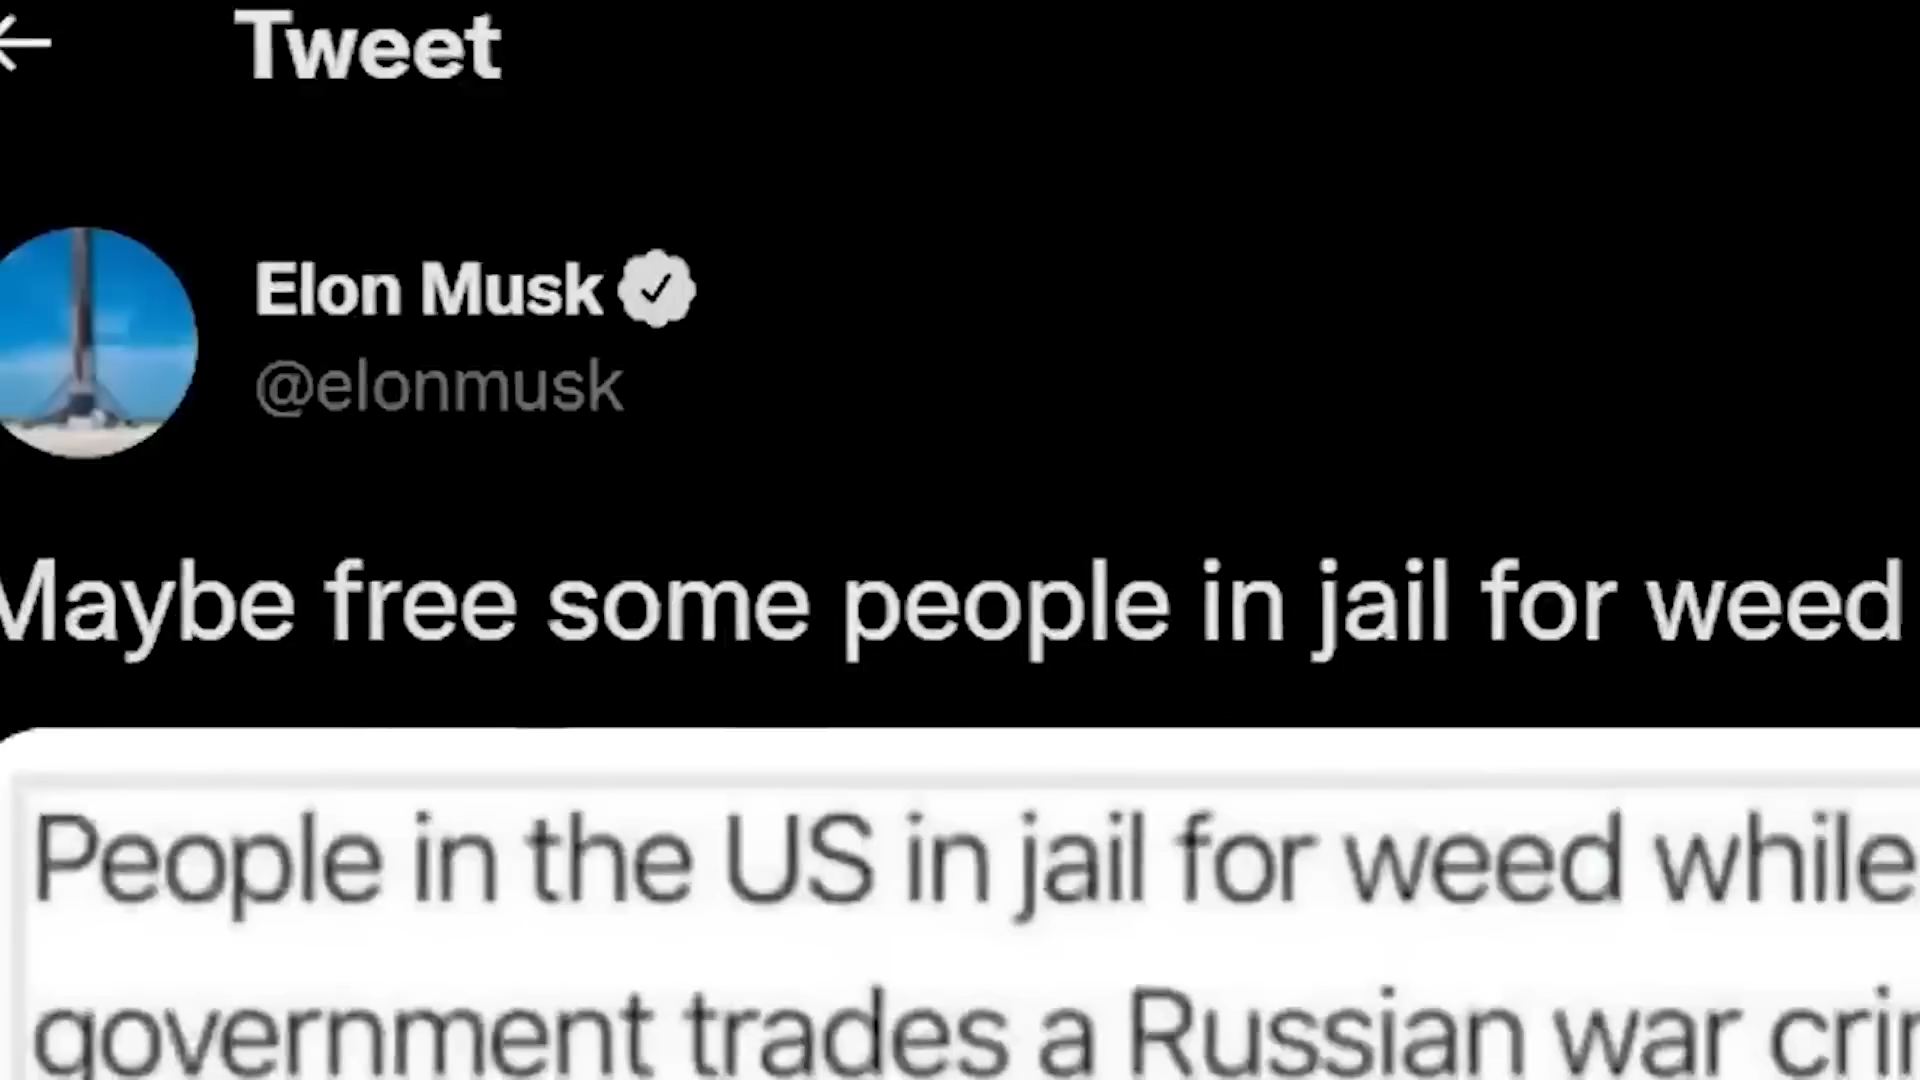 Tweet
Elon Musk
@elonmusk
Maybe free some people in jail for weed
People in the US in jail for weed while
government trades a Russian war